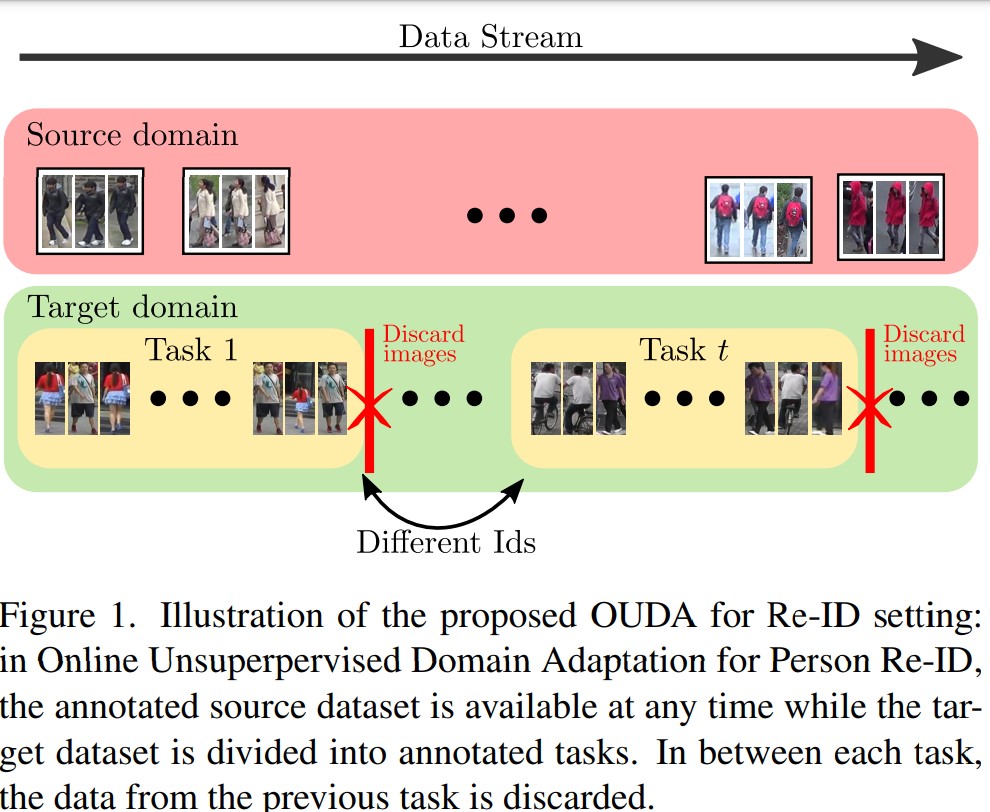 Data Stream
Source domain
Target domain
Task 1
Discard
images
Task t
Discard
images
Different Ids
Figure 1. Illustration of the proposed OUDA for Re-ID setting:
in Online Unsuperpervised Domain Adaptation for Person Re-ID,
the annotated source dataset is available at any time while the tar-
get dataset is divided into annotated tasks. In between each task,
the data from the previous task is discarded.